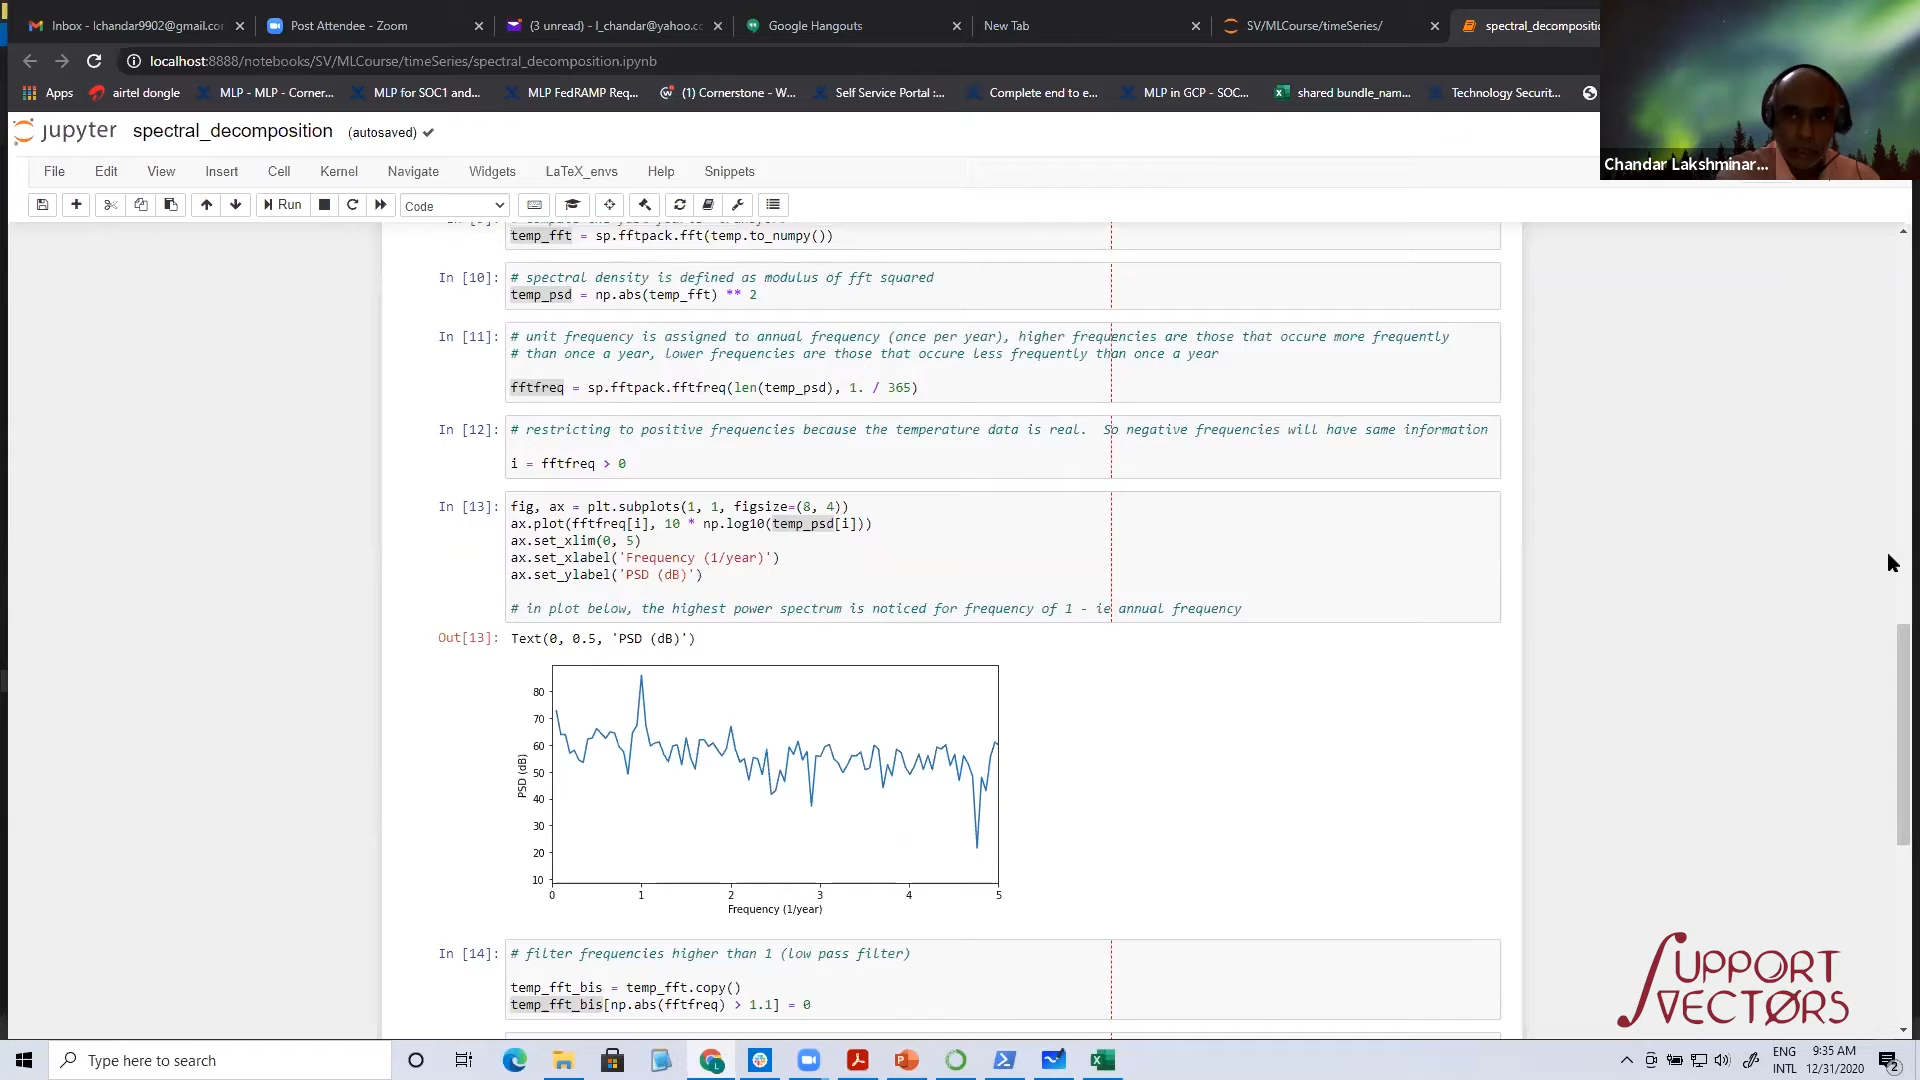 Inbox - lchandar9902@gmail.co
Post Attendee - Zoom
(3 unread) - l_chandar@yahoo.cc
Google Hangouts
New Tab
SV/MLCourse/timeSeries/
spectral_decompositi
localhost:8888/notebooks/SV/MLCourse/timeSeries/spectral_decomposition.ipynb
Apps
airtel dongle
MLP - MLP - Corner...
MLP for SOC1 and...
MLP FedRAMP Req...
(1) Cornerstone - W...
Self Service Portal :...
Complete end to e...
MLP in GCP - SOC...
shared bundle_nam...
Technology Securit...
Chandar Lakshminar...
jupyter spectral_decomposition (autosaved)
File Edit View Insert Cell Kernel Navigate Widgets LaTeX_envs Help Snippets
Run
Code
temp_fft = sp.fftpack.fft(temp.to_numpy())
In [10]: # spectral density is defined as modulus of fft squared
temp_psd = np.abs(temp_fft) ** 2
In [11]: # unit frequency is assigned to annual frequency (once per year), higher frequencies are those that occure more frequently
# than once a year, lower frequencies are those that occure less frequently than once a year
fftfreq = sp.fftpack.fftfreq(len(temp_psd), 1. / 365)
In [12]: # restricting to positive frequencies because the temperature data is real. So negative frequencies will have same information
i = fftfreq > 0
In [13]: fig, ax = plt.subplots(1, 1, figsize=(8, 4))
ax.plot(fftfreq[i], 10 * np.log10(temp_psd[i]))
ax.set_xlim(0, 5)
ax.set_xlabel('Frequency (1/year)')
ax.set_ylabel('PSD (dB)')
# in plot below, the highest power spectrum is noticed for frequency of 1 - ie annual frequency
Out[13]: Text(0, 0.5, 'PSD (dB)')
80
70
60
50
40
30
20
10
PSD (dB)
0 1 2 3 4 5
Frequency (1/year)
In [14]: # filter frequencies higher than 1 (low pass filter)
temp_fft_bis = temp_fft.copy()
temp_fft_bis[np.abs(fftfreq) > 1.1] = 0
SUPPORT
VECTORS
Type here to search
ENG
INTL
9:35 AM
12/31/2020
2